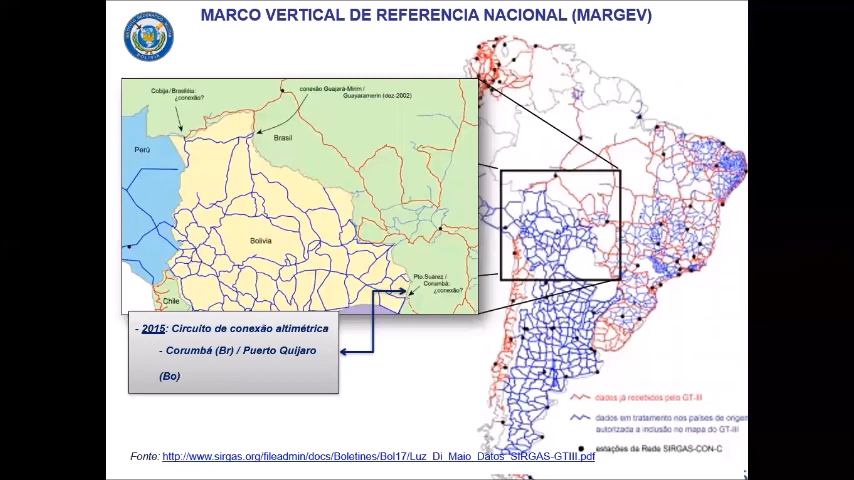 MARCO VERTICAL DE REFERENCIA NACIONAL (MARGEV)
Cobija/Brasiléia:
¿conexão?
conexão Guajará-Mirim /
Guayaramerín (dez-2002)
Perú
Brasil
Bolivia
Pto.Suárez /
Corumbá:
¿conexão?
Chile
- 2015: Circuíto de conexão altimétrica
- Corumbá (Br) / Puerto Quijaro
(Bo)
dados já recebidos pelo GT-III
dados em tratamento nos países de origem
autorizada a inclusão no mapa do GT-III
estações da Rede SIRGAS-CON-C
Fonte: http://www.sirgas.org/fileadmin/docs/Boletines/Bol17/Luz_Di_Maio_Datos_SIRGAS-GTIII.pdf